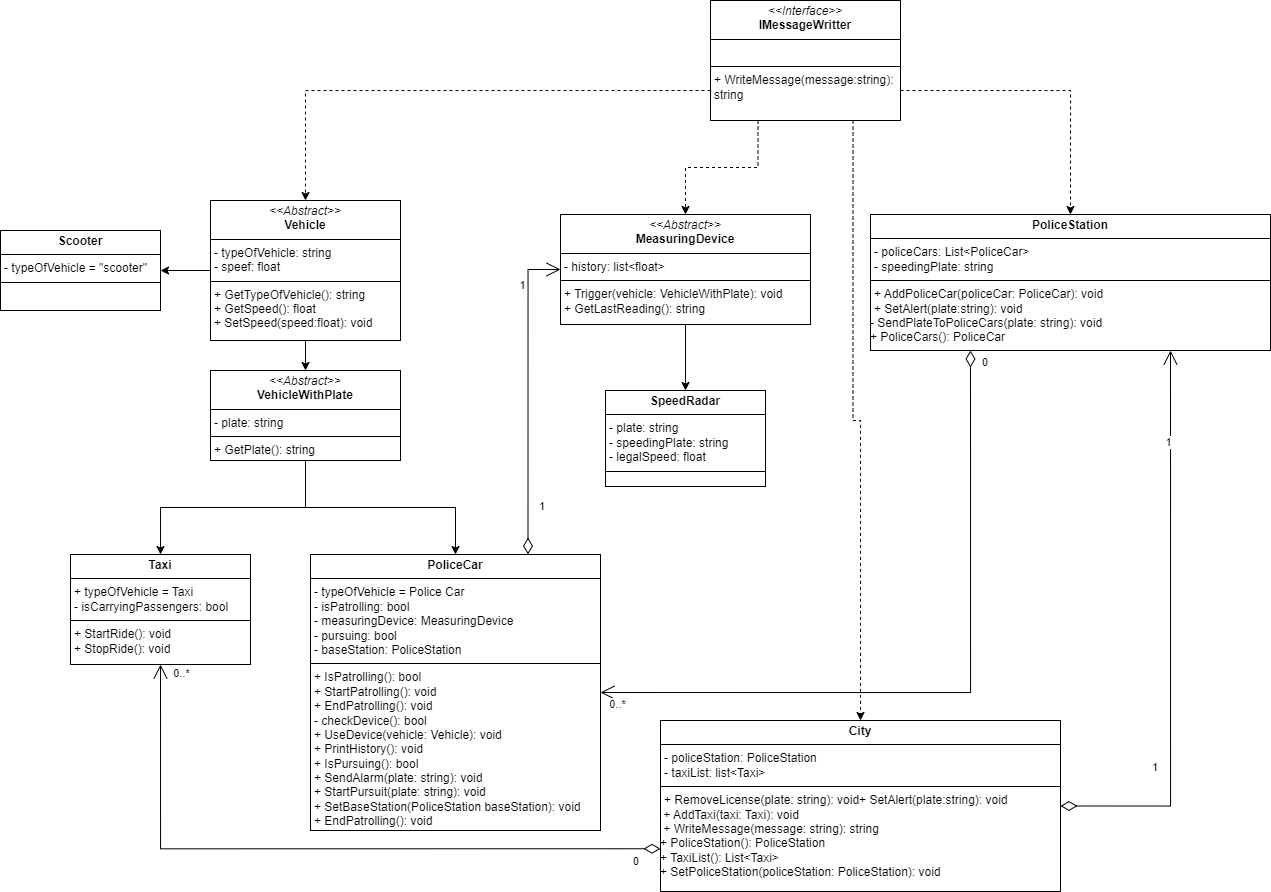 <<Interface>>
IMessageWritter
+ WriteMessage(message:string):
string
<<Abstract>>
Vehicle
- typeOfVehicle: string
- speef: float
+ GetTypeOfVehicle(): string
+ GetSpeed(): float
+ SetSpeed(speed:float): void
Scooter
- typeOfVehicle = "scooter"
<<Abstract>>
MeasuringDevice
- history: list<float>
+ Trigger(vehicle: VehicleWithPlate): void
+ GetLastReading(): string
PoliceStation
- policeCars: List<PoliceCar>
- speedingPlate: string
+ AddPoliceCar(policeCar: PoliceCar): void
+ SetAlert(plate:string): void
- SendPlateToPoliceCars(plate: string): void
+ PoliceCars(): PoliceCar
1
0
<<Abstract>>
VehicleWithPlate
- plate: string
+ GetPlate(): string
SpeedRadar
- plate: string
- speedingPlate: string
- legalSpeed: float
1
1
Taxi
+ typeOfVehicle = Taxi
- isCarryingPassengers: bool
+ StartRide(): void
+ StopRide(): void
0..*
PoliceCar
- typeOfVehicle = Police Car
- isPatrolling: bool
- measuringDevice: MeasuringDevice
- pursuing: bool
- baseStation: PoliceStation
+ IsPatrolling(): bool
+ StartPatrolling(): void
+ EndPatrolling(): void
- checkDevice(): bool
+ UseDevice(vehicle: Vehicle): void
+ PrintHistory(): void
+ IsPursuing(): bool
+ SendAlarm(plate: string): void
+ StartPursuit(plate: string): void
+ SetBaseStation(PoliceStation baseStation): void
+ EndPatrolling(): void
0..*
City
- policeStation: PoliceStation
- taxiList: list<Taxi>
+ RemoveLicense(plate: string): void+ SetAlert(plate:string): void
+ AddTaxi(taxi: Taxi): void
+ WriteMessage(message: string): string
+ PoliceStation(): PoliceStation
+ TaxiList(): List<Taxi>
+ SetPoliceStation(policeStation: PoliceStation): void
1
0